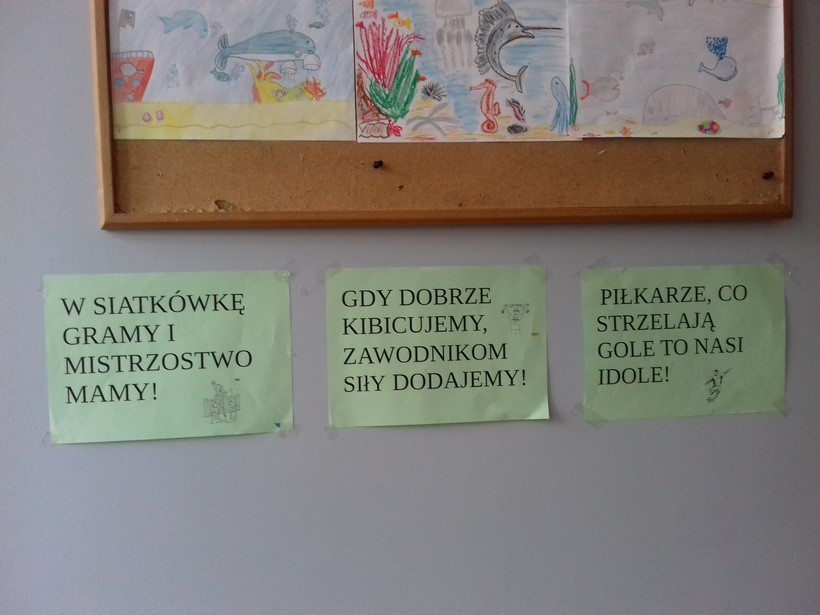 W SIATKÓWKĘ
GRAMY I
MISTRZOSTWO
MAMY!
GDY DOBRZE
KIBICUJEMY,
ZAWODNIKOM
SIłY DODAJEMY!
PIŁKARZE, CO
STRZELAJĄ
GOLE TO NASI
IDOLE!